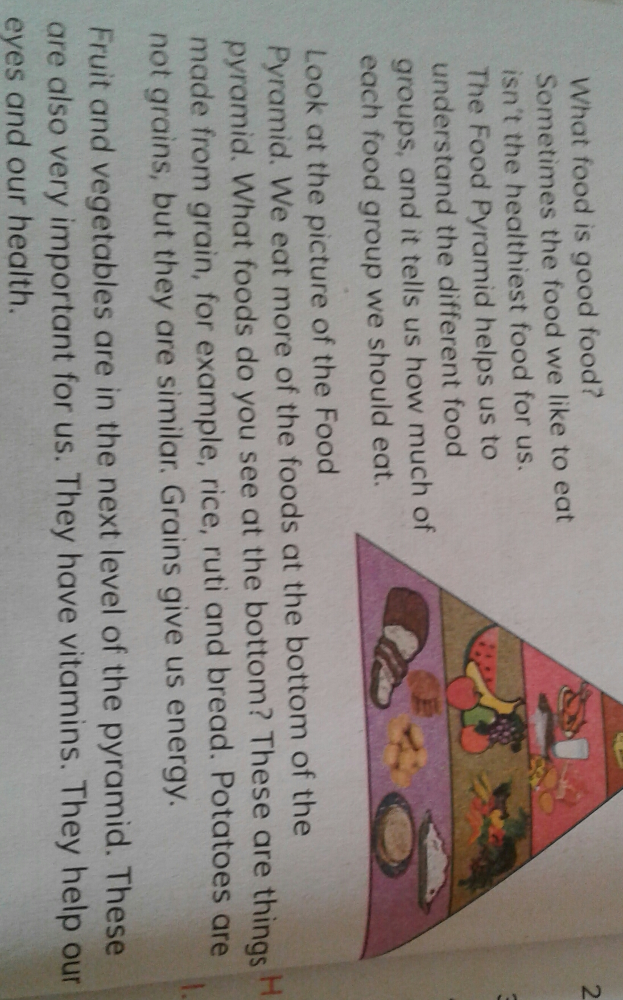 What food is good food?
Sometimes the food we like to eat
isn't the healthiest food for us.
The Food Pyramid helps us to
understand the different food
groups, and it tells us how much of
each food group we should eat.
Look at the picture of the Food
Pyramid. We eat more of the foods at the bottom of the
pyramid. What foods do you see at the bottom? These are things
made from grain, for example, rice, ruti and bread. Potatoes are
not grains, but they are similar. Grains give us energy.
Fruit and vegetables are in the next level of the pyramid. These
are also very important for us. They have vitamins. They help our
eyes and our health.
2
3
H
1.